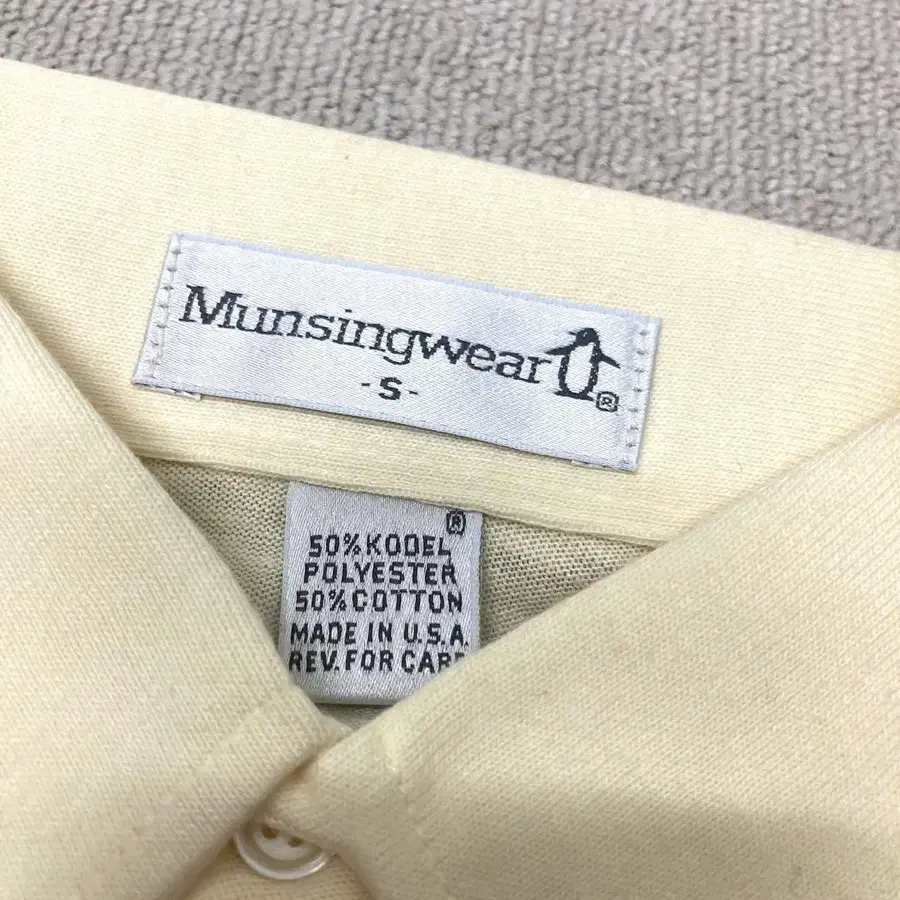 Munsingwear ®
-S-
®
50% KODEL
POLYESTER
50% COTTON
MADE IN U.S.A.
REV. FOR CARE